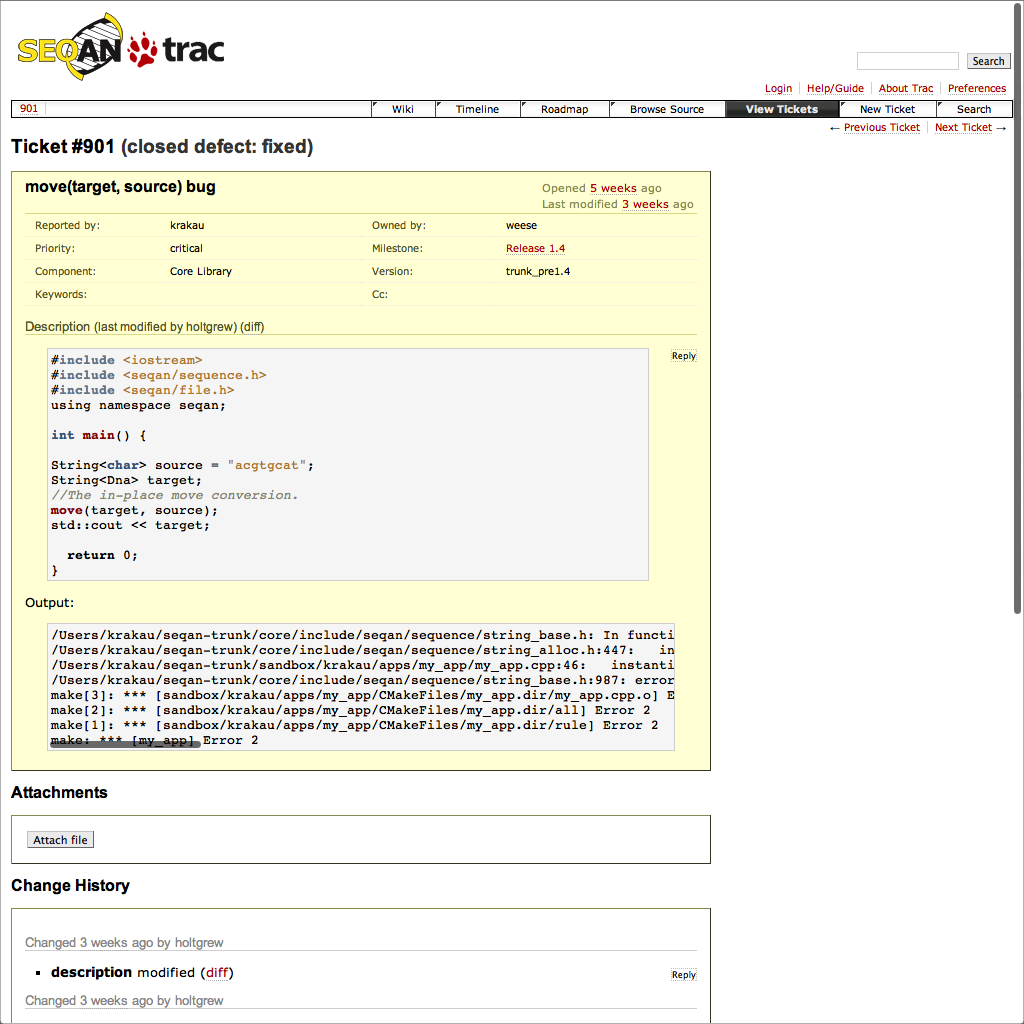 SEQAN trac
Search
Login Help/Guide About Trac Preferences
901 Wiki Timeline Roadmap Browse Source View Tickets New Ticket Search
← Previous Ticket Next Ticket →
Ticket #901 (closed defect: fixed)
move(target, source) bug
Opened 5 weeks ago
Last modified 3 weeks ago
Reported by: krakau Owned by: weese
Priority: critical Milestone: Release 1.4
Component: Core Library Version: trunk_pre1.4
Keywords: Cc:
Description (last modified by holtgrew) (diff)
Reply
#include <iostream>
#include <seqan/sequence.h>
#include <seqan/file.h>
using namespace seqan;
int main() {
String<char> source = "acgtgcat";
String<Dna> target;
//The in-place move conversion.
move(target, source);
std::cout << target;
return 0;
}
Output:
/Users/krakau/seqan-trunk/core/include/seqan/sequence/string_base.h: In functi
/Users/krakau/seqan-trunk/core/include/seqan/sequence/string_alloc.h:447: in
/Users/krakau/seqan-trunk/sandbox/krakau/apps/my_app/my_app.cpp:46: instanti
/Users/krakau/seqan-trunk/core/include/seqan/sequence/string_base.h:987: error
make[3]: *** [sandbox/krakau/apps/my_app/CMakeFiles/my_app.dir/my_app.cpp.o] E
make[2]: *** [sandbox/krakau/apps/my_app/CMakeFiles/my_app.dir/all] Error 2
make[1]: *** [sandbox/krakau/apps/my_app/CMakeFiles/my_app.dir/rule] Error 2
make: *** [my_app] Error 2
Attachments
Attach file
Change History
Changed 3 weeks ago by holtgrew
▪ description modified (diff)
Reply
Changed 3 weeks ago by holtgrew